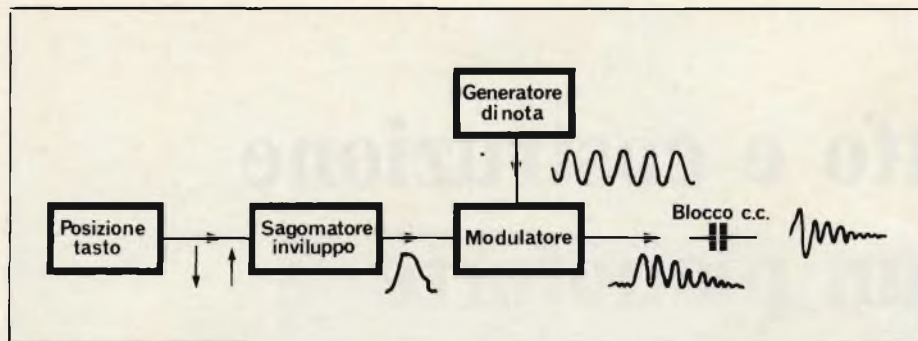 Generatore
di nota
Blocco c.c.
Posizione
tasto
Sagomatore
inviluppo
Modulatore